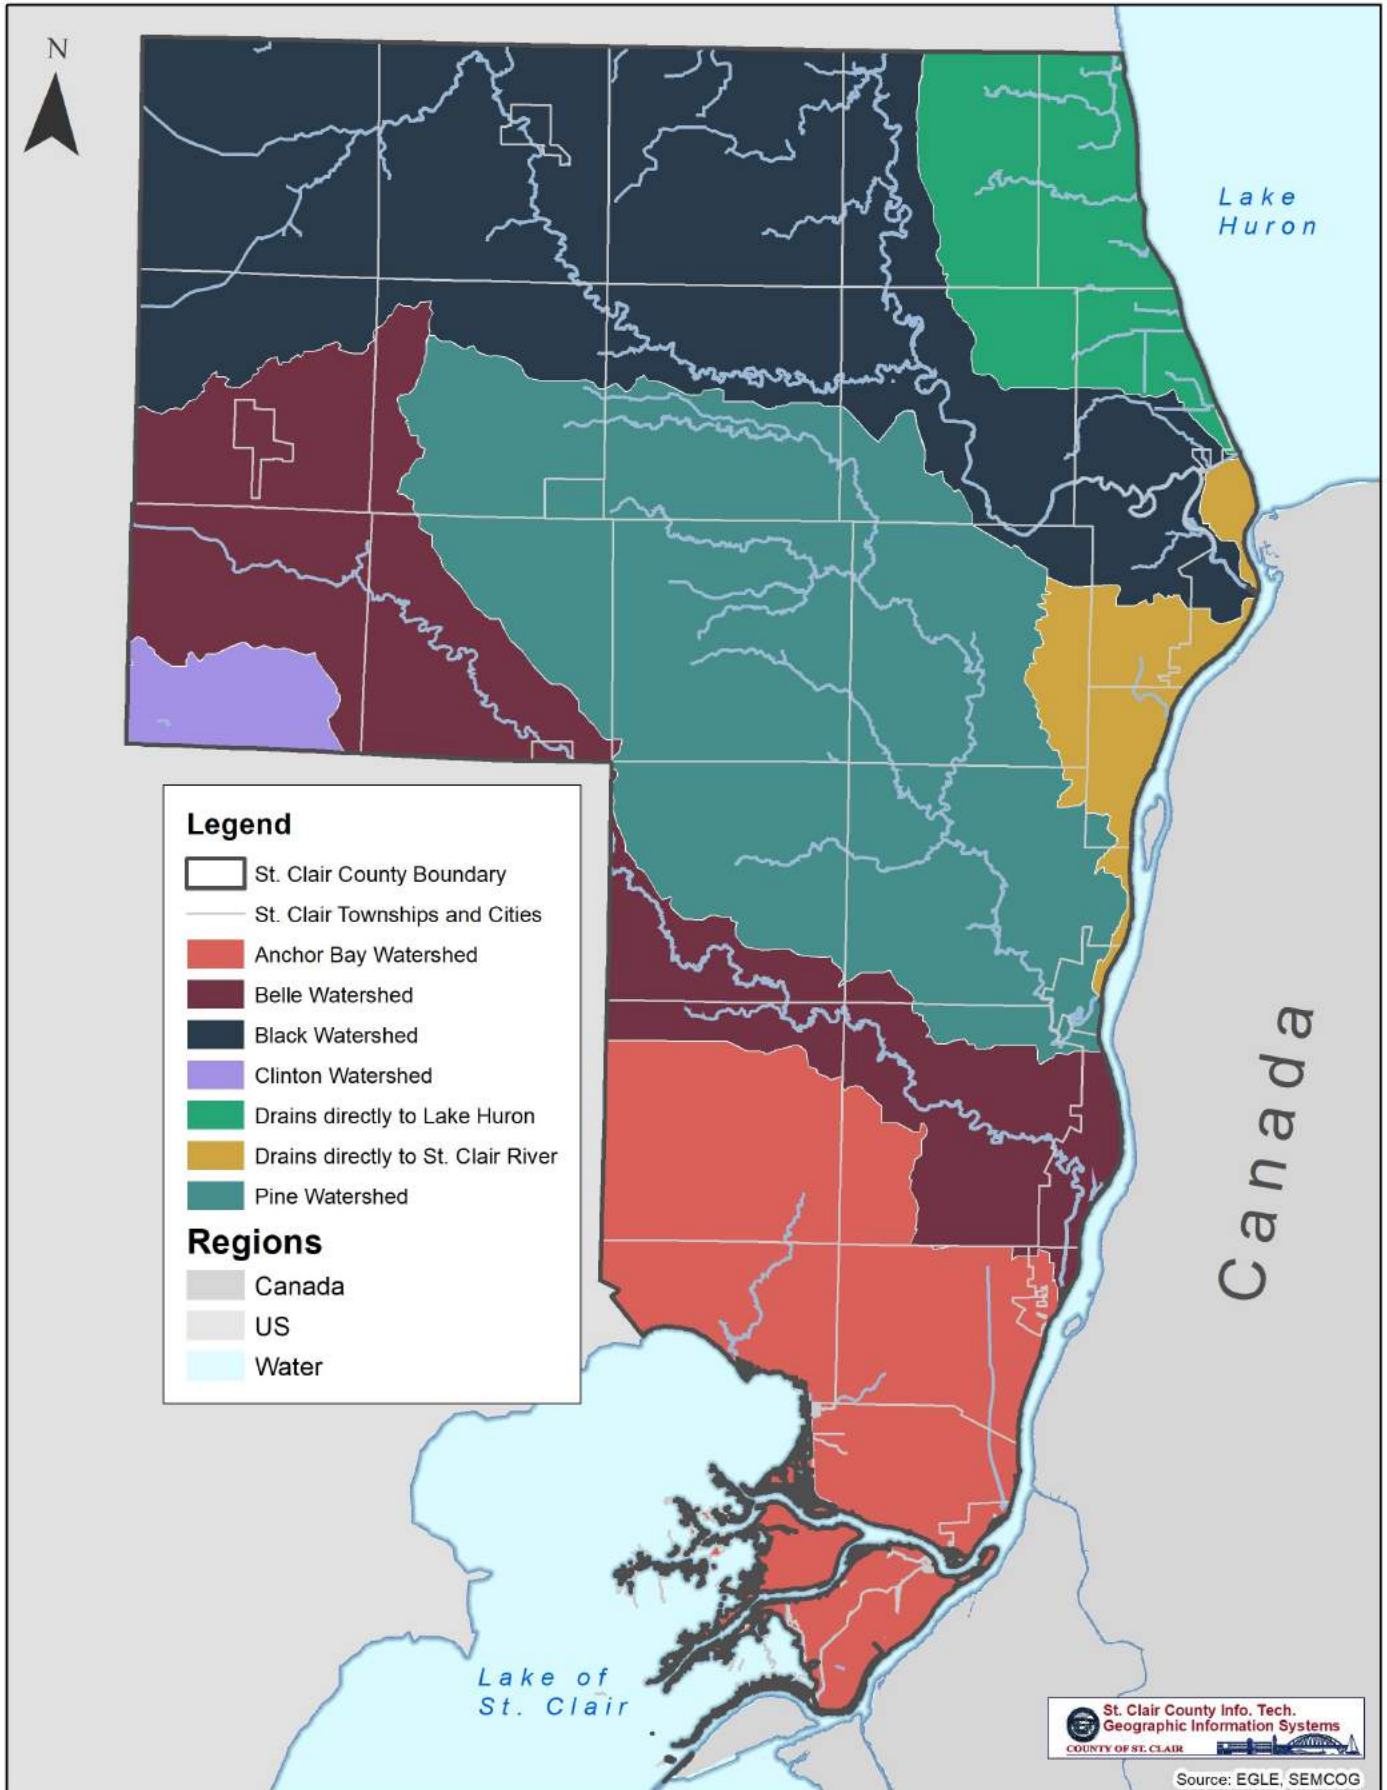 N
Lake
Huron
Legend
St. Clair County Boundary
St. Clair Townships and Cities
Anchor Bay Watershed
Belle Watershed
Black Watershed
Clinton Watershed
Drains directly to Lake Huron
Drains directly to St. Clair River
Pine Watershed
Regions
Canada
US
Water
Canada
Lake of
St. Clair
St. Clair County Info. Tech.
Geographic Information Systems
COUNTY OF ST. CLAIR
Source: EGLE, SEMCOG